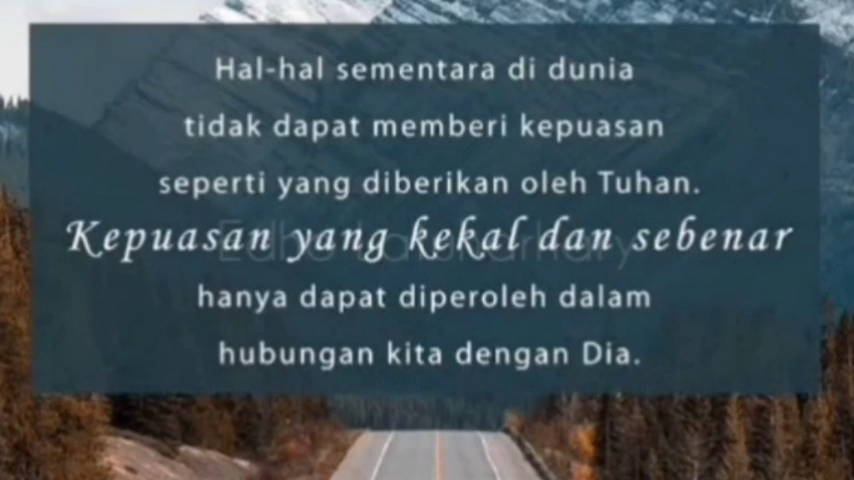 Hal-hal sementara di dunia
tidak dapat memberi kepuasan
seperti yang diberikan oleh Tuhan.
Kepuasan yang kekal dan sebenar
hanya dapat diperoleh dalam
hubungan kita dengan Dia.